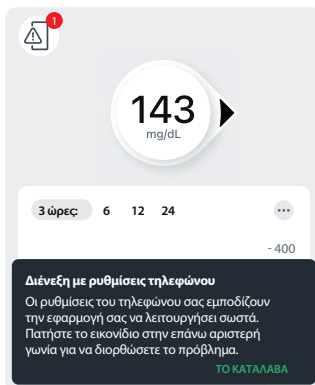 1
143
mg/dL
3 ώρες: 6 12 24 ...
- 400
Διένεξη με ρυθμίσεις τηλεφώνου
Οι ρυθμίσεις του τηλεφώνου σας εμποδίζουν
την εφαρμογή σας να λειτουργήσει σωστά.
Πατήστε το εικονίδιο στην επάνω αριστερή
γωνία για να διορθώσετε το πρόβλημα.
ΤΟ ΚΑΤΑΛΑΒΑ